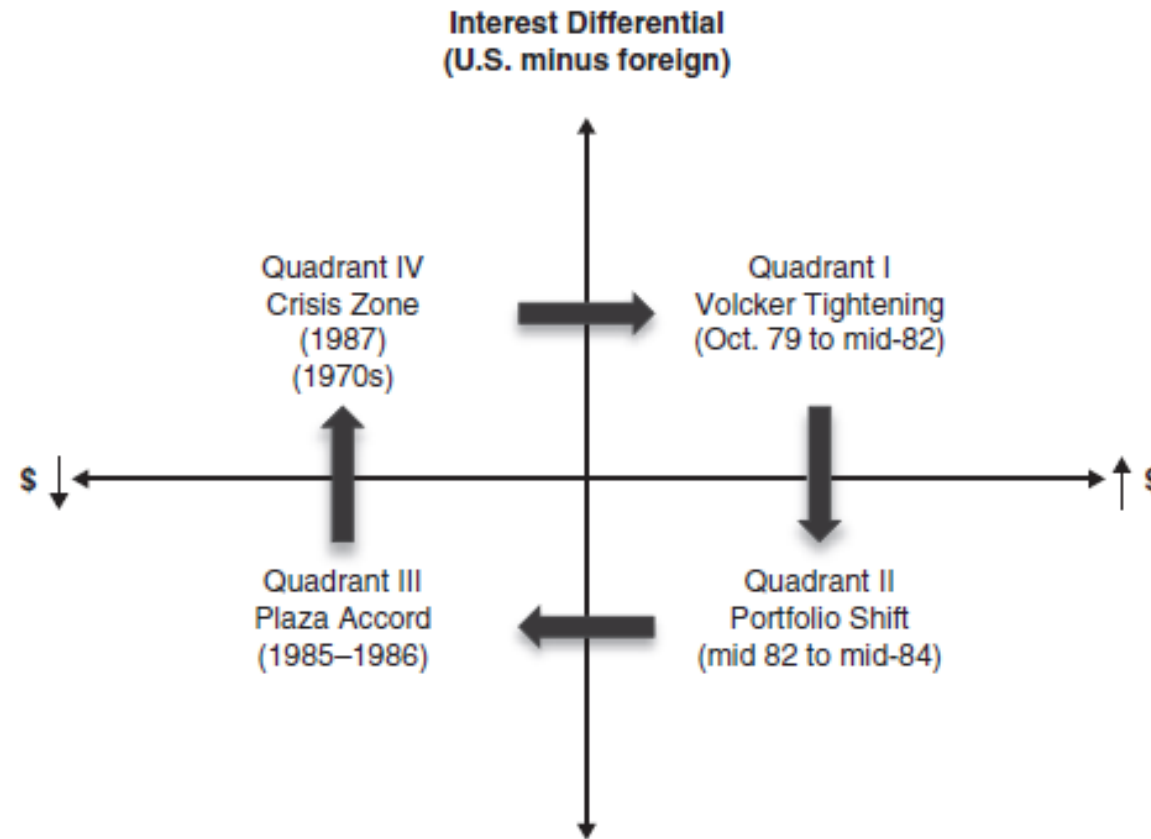 Interest Differential
(U.S. minus foreign)
Quadrant IV
Crisis Zone
(1987)
(1970s)
Quadrant I
Volcker Tightening
(Oct. 79 to mid-82)
$
$
Quadrant III
Plaza Accord
(1985–1986)
Quadrant II
Portfolio Shift
(mid 82 to mid-84)